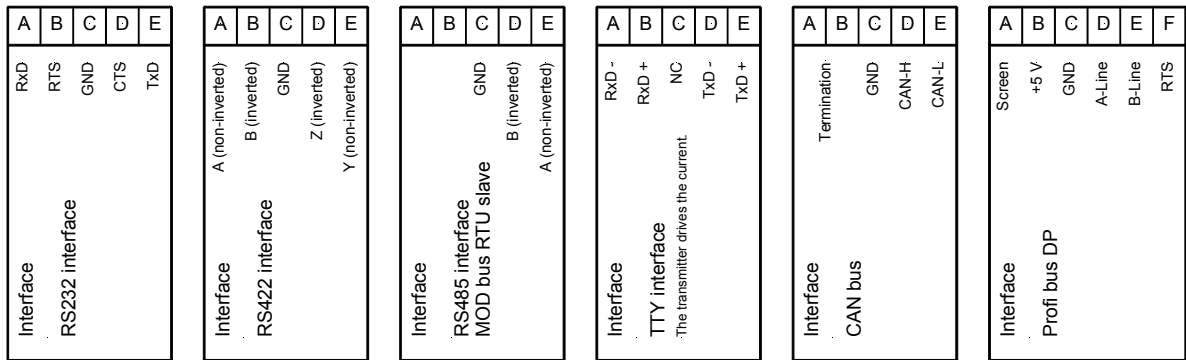 A B C D E
RxD
RTS
GND
CTS
TxD
Interface
RS232 interface
A B C D E
A (non-inverted)
B (inverted)
GND
Z (inverted)
Y (non-inverted)
Interface
RS422 interface
A B C D E
GND
B (inverted)
A (non-inverted)
Interface
RS485 interface
MOD bus RTU slave
A B C D E
RxD -
RxD +
NC
TxD -
TxD +
Interface
TTY interface
The transmitter drives the current.
A B C D E
Termination
GND
CAN-H
CAN-L
Interface
CAN bus
A B C D E F
Screen
+5 V
GND
A-Line
B-Line
RTS
Interface
Profi bus DP